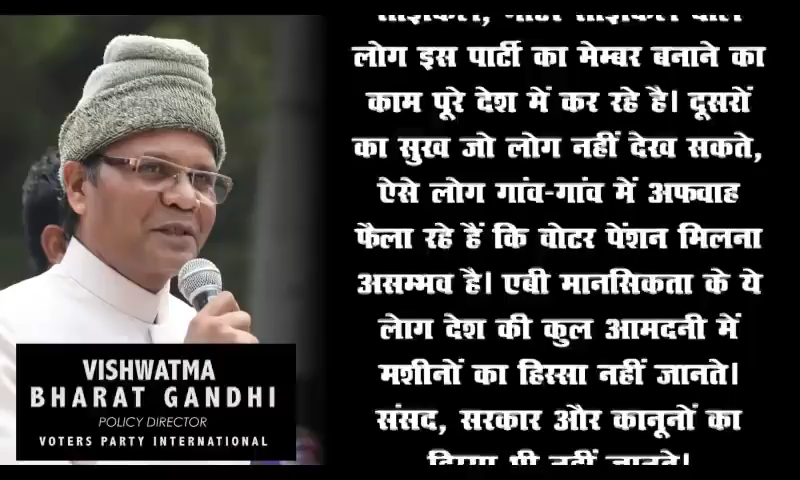 लोग इस पार्टी का मेम्बर बनाने का
काम पूरे देश में कर रहे है। दूसरों
का सुख जो लोग नहीं देख सकते,
ऐसे लोग गांव-गांव में अफवाह
फैला रहे हैं कि वोटर पेंशन मिलना
असम्भव है। एबी मानसिकता के ये
लेाग देश की कुल आमदनी में
मशीनों का हिस्सा नहीं जानते।
संसद, सरकार और कानूनों का
VISHWATMA
BHARAT GANDHI
POLICY DIRECTOR
VOTERS PARTY INTERNATIONAL